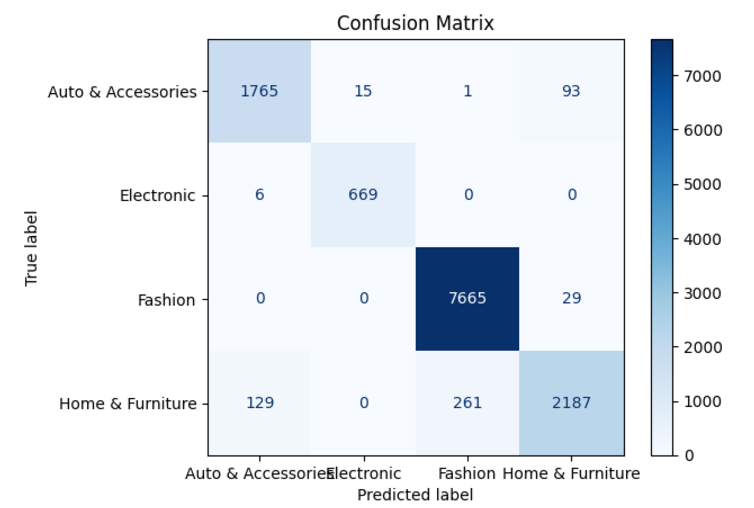 Confusion Matrix
Auto & Accessories 1765 15 1 93
Electronic 6 669 0 0
Fashion 0 0 7665 29
Home & Furniture 129 0 261 2187
True label
Auto & Accessories Electronic Fashion Home & Furniture
Predicted label
7000
6000
5000
4000
3000
2000
1000
0